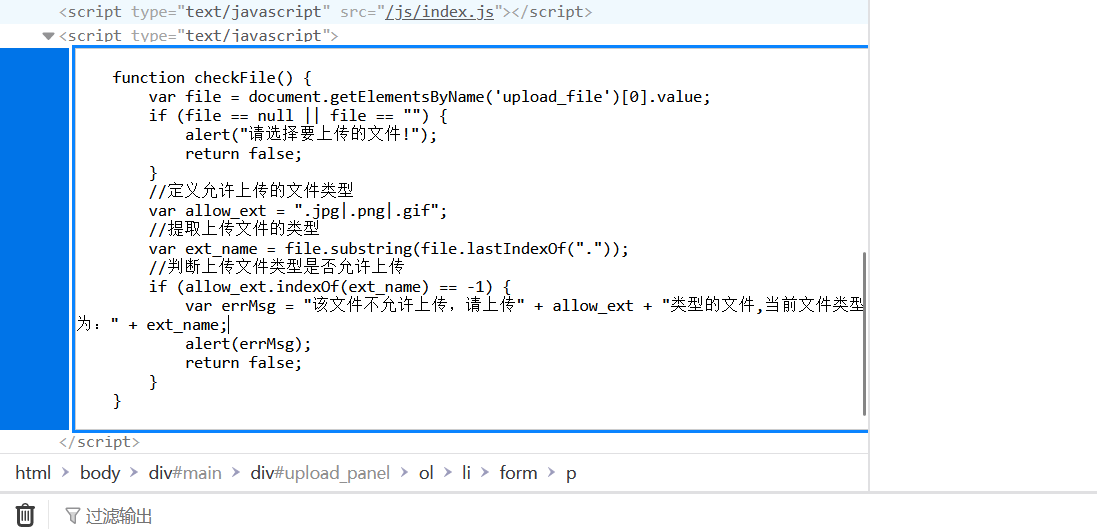 <script type="text/javascript" src="/js/index.js"></script>
<script type="text/javascript">
function checkFile() {
var file = document.getElementsByName('upload_file')[0].value;
if (file == null || file == "") {
alert("请选择要上传的文件!");
return false;
}
//定义允许上传的文件类型
var allow_ext = ".jpg|.png|.gif";
//提取上传文件的类型
var ext_name = file.substring(file.lastIndexOf("."));
//判断上传文件类型是否允许上传
if (allow_ext.indexOf(ext_name) == -1) {
var errMsg = "该文件不允许上传，请上传" + allow_ext + "类型的文件,当前文件类型
为：" + ext_name;
alert(errMsg);
return false;
}
}
</script>
html > body > div#main > div#upload_panel > ol > li > form > p
过滤输出